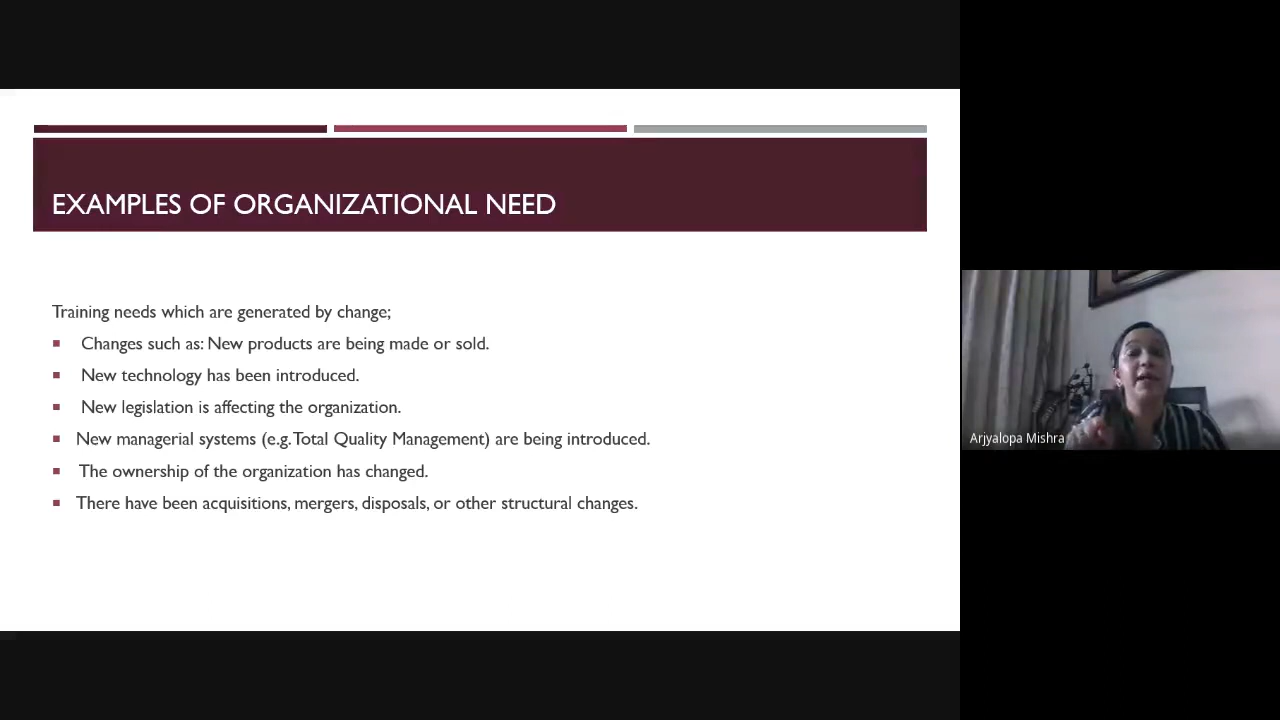 EXAMPLES OF ORGANIZATIONAL NEED
Training needs which are generated by change;
Changes such as: New products are being made or sold.
New technology has been introduced.
New legislation is affecting the organization.
New managerial systems (e.g. Total Quality Management) are being introduced.
The ownership of the organization has changed.
There have been acquisitions, mergers, disposals, or other structural changes.
Arjyalopa Mishra